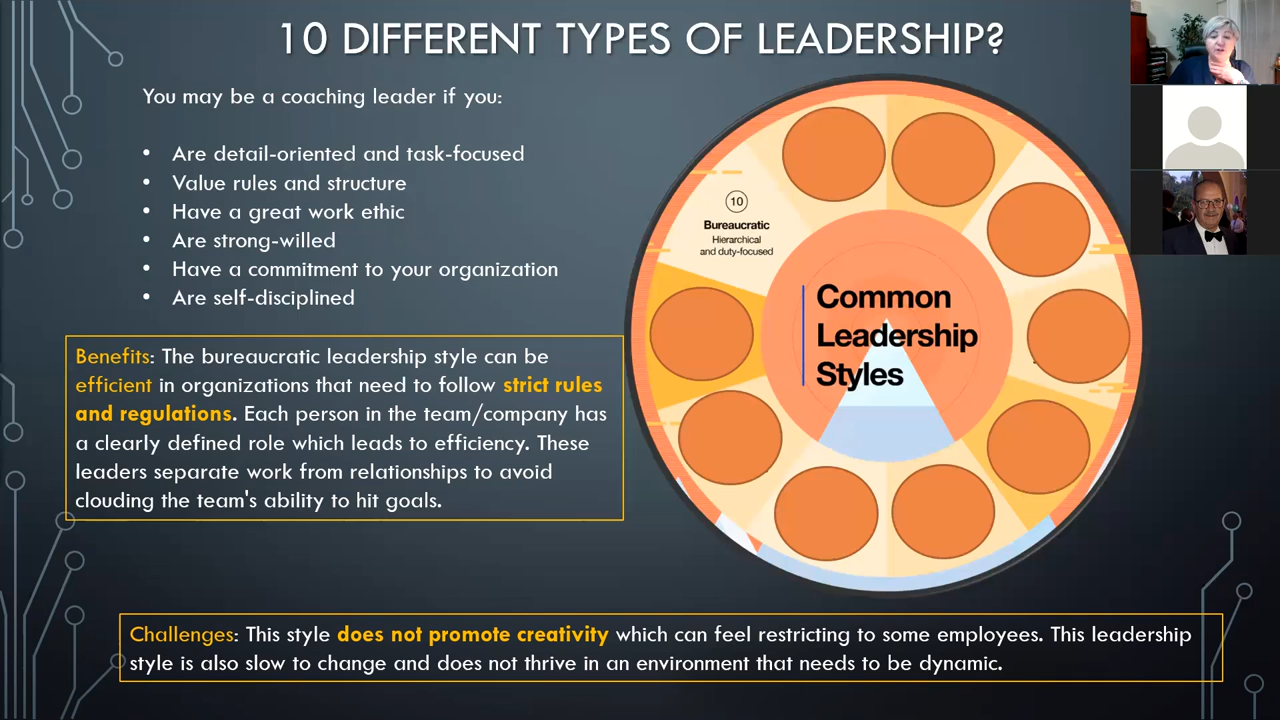 10 DIFFERENT TYPES OF LEADERSHIP?
You may be a coaching leader if you:
• Are detail-oriented and task-focused
• Value rules and structure
• Have a great work ethic
• Are strong-willed
• Have a commitment to your organization
• Are self-disciplined
Benefits: The bureaucratic leadership style can be
efficient in organizations that need to follow strict rules
and regulations. Each person in the team/company has
a clearly defined role which leads to efficiency. These
leaders separate work from relationships to avoid
clouding the team's ability to hit goals.
10
Bureaucratic
Hierarchical
and duty-focused
Common
Leadership
Styles
Challenges: This style does not promote creativity which can feel restricting to some employees. This leadership
style is also slow to change and does not thrive in an environment that needs to be dynamic.